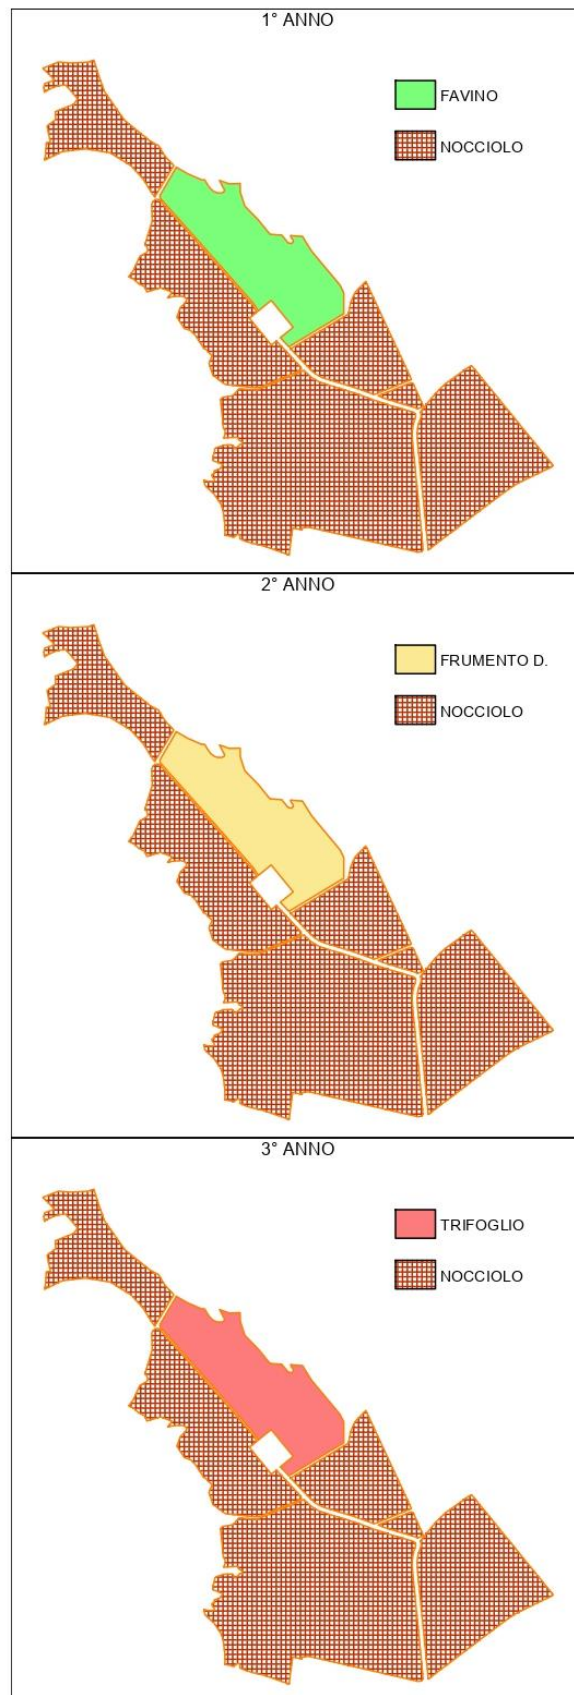 1° ANNO
FAVINO
NOCCIOLO
2° ANNO
FRUMENTO D.
NOCCIOLO
3° ANNO
TRIFOGLIO
NOCCIOLO